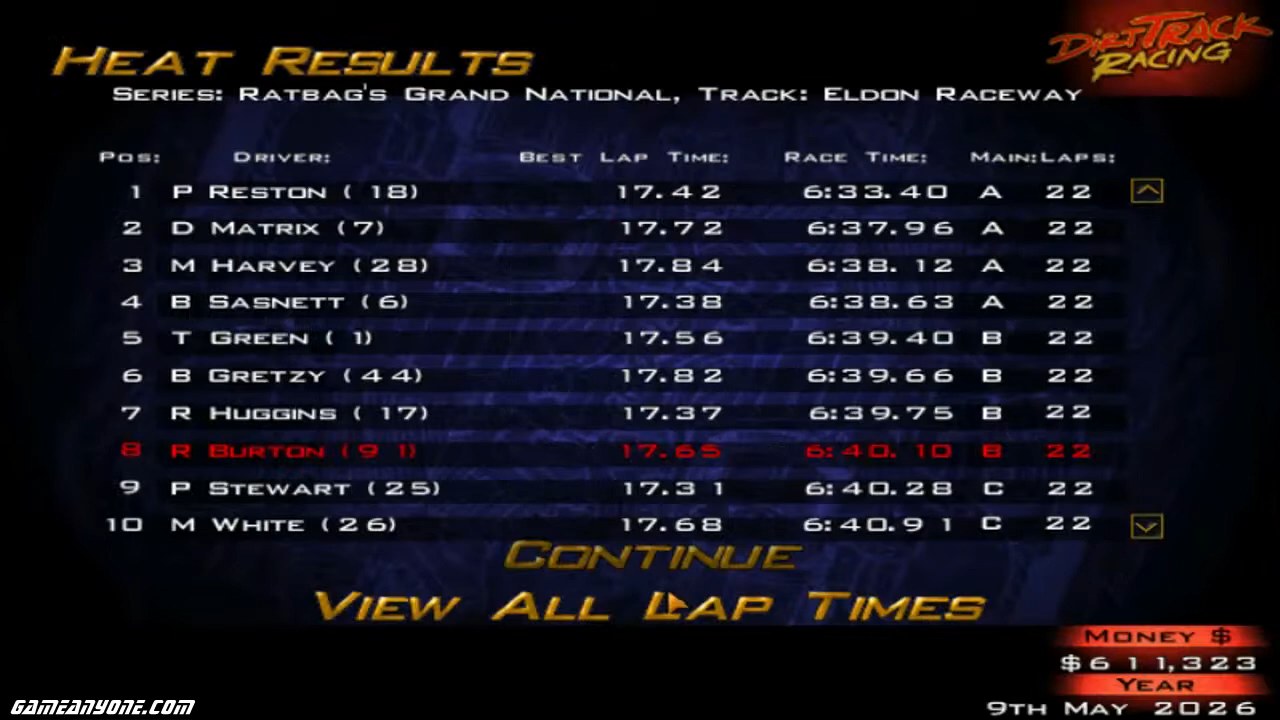 Heat Results
Dirt Track Racing
Series: Ratbag's Grand National, Track: Eldon Raceway
Pos: Driver: Best Lap Time: Race Time: Main: Laps:
1 P Reston (18) 17.42 6:33.40 A 22
2 D Matrix (7) 17.72 6:37.96 A 22
3 M Harvey (28) 17.84 6:38.12 A 22
4 B Sasnett (6) 17.38 6:38.63 A 22
5 T Green (1) 17.56 6:39.40 B 22
6 B Gretzy (44) 17.82 6:39.66 B 22
7 R Huggins (17) 17.37 6:39.75 B 22
8 R Burton (91) 17.65 6:40.10 B 22
9 P Stewart (25) 17.31 6:40.28 C 22
10 M White (26) 17.68 6:40.91 C 22
Continue
View All Lap Times
Money $
$611,323
Year
9th May 2026
GAMEANYONE.COM